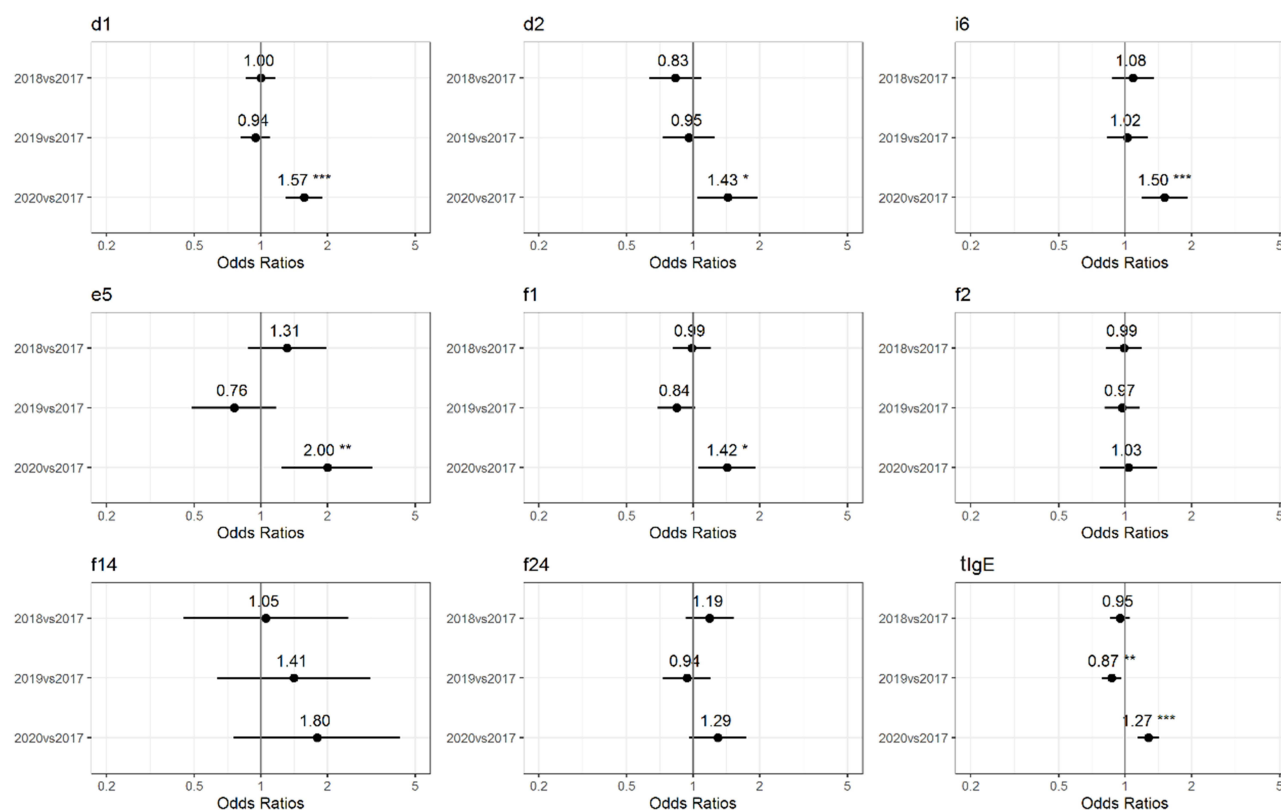 d1
1.00
2018vs2017
0.94
2019vs2017
1.57 ***
2020vs2017
0.2 0.5 1 2 5
Odds Ratios
d2
0.83
2018vs2017
0.95
2019vs2017
1.43 *
2020vs2017
0.2 0.5 1 2 5
Odds Ratios
i6
1.08
2018vs2017
1.02
2019vs2017
1.50 ***
2020vs2017
0.2 0.5 1 2 5
Odds Ratios
e5
1.31
2018vs2017
0.76
2019vs2017
2.00 **
2020vs2017
0.2 0.5 1 2 5
Odds Ratios
f1
0.99
2018vs2017
0.84
2019vs2017
1.42 *
2020vs2017
0.2 0.5 1 2 5
Odds Ratios
f2
0.99
2018vs2017
0.97
2019vs2017
1.03
2020vs2017
0.2 0.5 1 2 5
Odds Ratios
f14
1.05
2018vs2017
1.41
2019vs2017
1.80
2020vs2017
0.2 0.5 1 2 5
Odds Ratios
f24
1.19
2018vs2017
0.94
2019vs2017
1.29
2020vs2017
0.2 0.5 1 2 5
Odds Ratios
tIgE
0.95
2018vs2017
0.87 **
2019vs2017
1.27 ***
2020vs2017
0.2 0.5 1 2 5
Odds Ratios